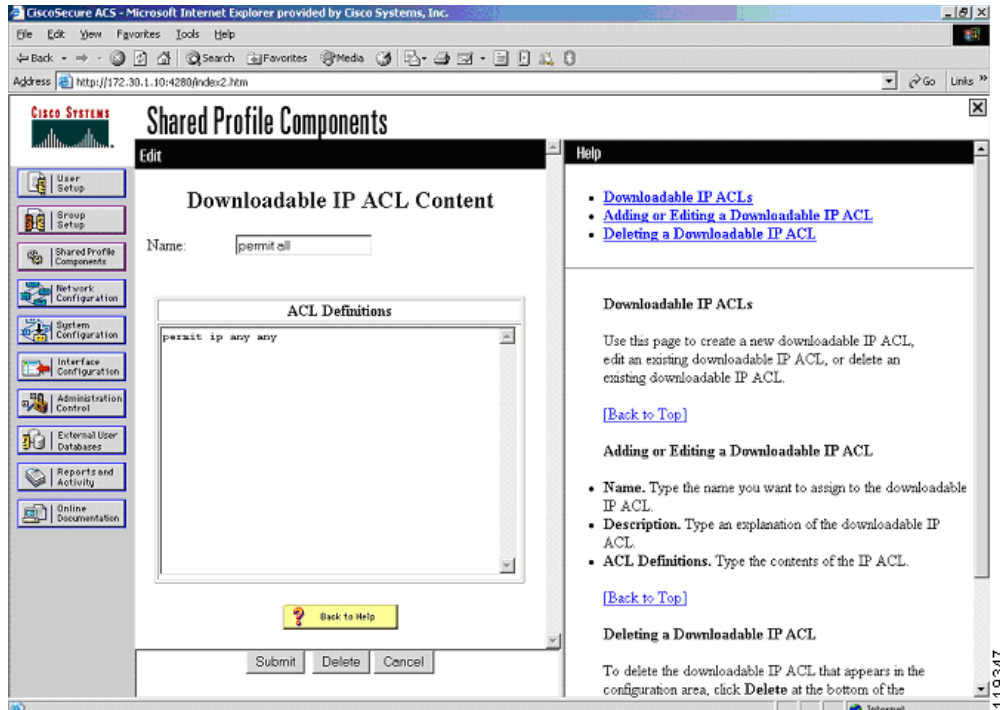 CiscoSecure ACS - Microsoft Internet Explorer provided by Cisco Systems, Inc.
File Edit View Favorites Tools Help
Back Search Favorites Media
Address http://172.30.1.10:4280/index2.htm Go Links »
CISCO SYSTEMS
Shared Profile Components
User Setup
Group Setup
Shared Profile Components
Network Configuration
System Configuration
Interface Configuration
Administration Control
External User Databases
Reports and Activity
Online Documentation
Edit
Downloadable IP ACL Content
Name: permit all
ACL Definitions
permit ip any any
? Back to Help
Submit Delete Cancel
Help
• Downloadable IP ACLs
• Adding or Editing a Downloadable IP ACL
• Deleting a Downloadable IP ACL
Downloadable IP ACLs
Use this page to create a new downloadable IP ACL,
edit an existing downloadable IP ACL, or delete an
existing downloadable IP ACL.
[Back to Top]
Adding or Editing a Downloadable IP ACL
• Name. Type the name you want to assign to the downloadable
IP ACL.
• Description. Type an explanation of the downloadable IP
ACL.
• ACL Definitions. Type the contents of the IP ACL.
[Back to Top]
Deleting a Downloadable IP ACL
To delete the downloadable IP ACL that appears in the
configuration area, click Delete at the bottom of the
Internet
119347